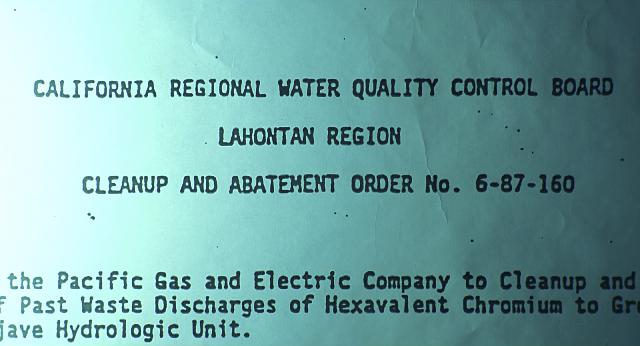 CALIFORNIA REGIONAL WATER QUALITY CONTROL BOARD
LAHONTAN REGION
CLEANUP AND ABATEMENT ORDER No. 6-87-160
the Pacific Gas and Electric Company to Cleanup and
Past Waste Discharges of Hexavalent Chromium to
Hydrologic Unit.